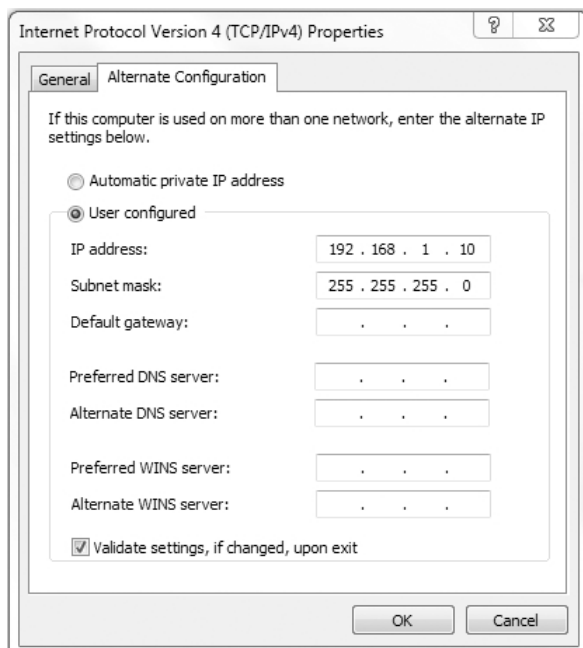 Internet Protocol Version 4 (TCP/IPv4) Properties ?
General Alternate Configuration
If this computer is used on more than one network, enter the alternate IP
settings below.
Automatic private IP address
User configured
IP address: 192 . 168 . 1 . 10
Subnet mask: 255 . 255 . 255 . 0
Default gateway: . . .
Preferred DNS server: . . .
Alternate DNS server: . . .
Preferred WINS server: . . .
Alternate WINS server: . . .
Validate settings, if changed, upon exit
OK Cancel